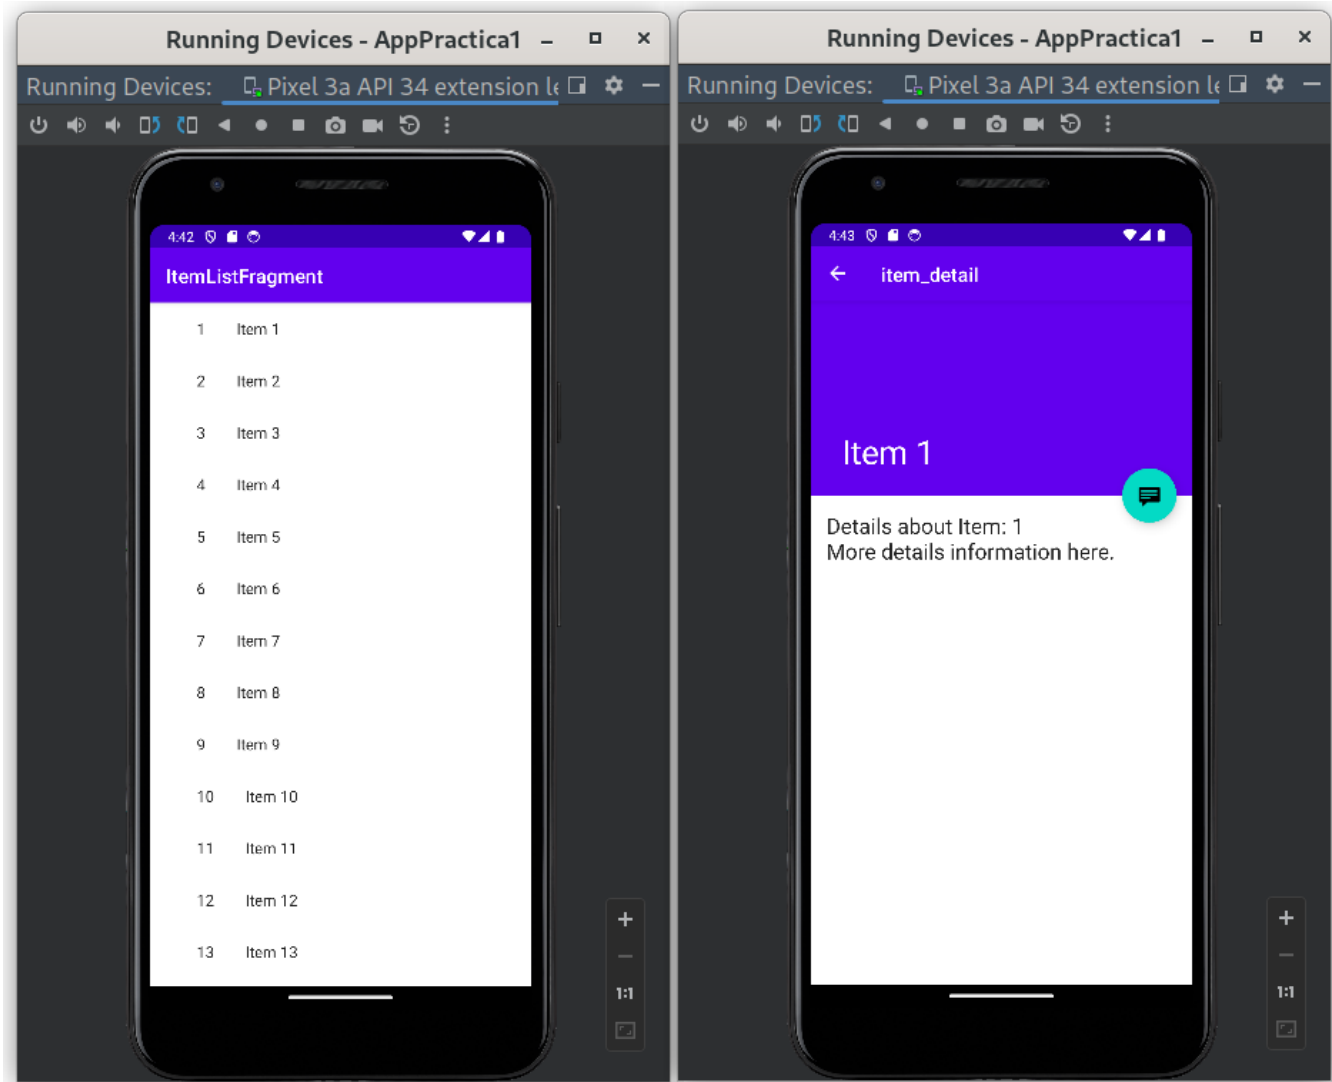 Running Devices - AppPractica1
Running Devices:
Pixel 3a API 34 extension le
4:42
ItemListFragment
1 Item 1
2 Item 2
3 Item 3
4 Item 4
5 Item 5
6 Item 6
7 Item 7
8 Item 8
9 Item 9
10 Item 10
11 Item 11
12 Item 12
13 Item 13
1:1
Running Devices - AppPractica1
Running Devices:
Pixel 3a API 34 extension le
4:43
item_detail
Item 1
Details about Item: 1
More details information here.
1:1